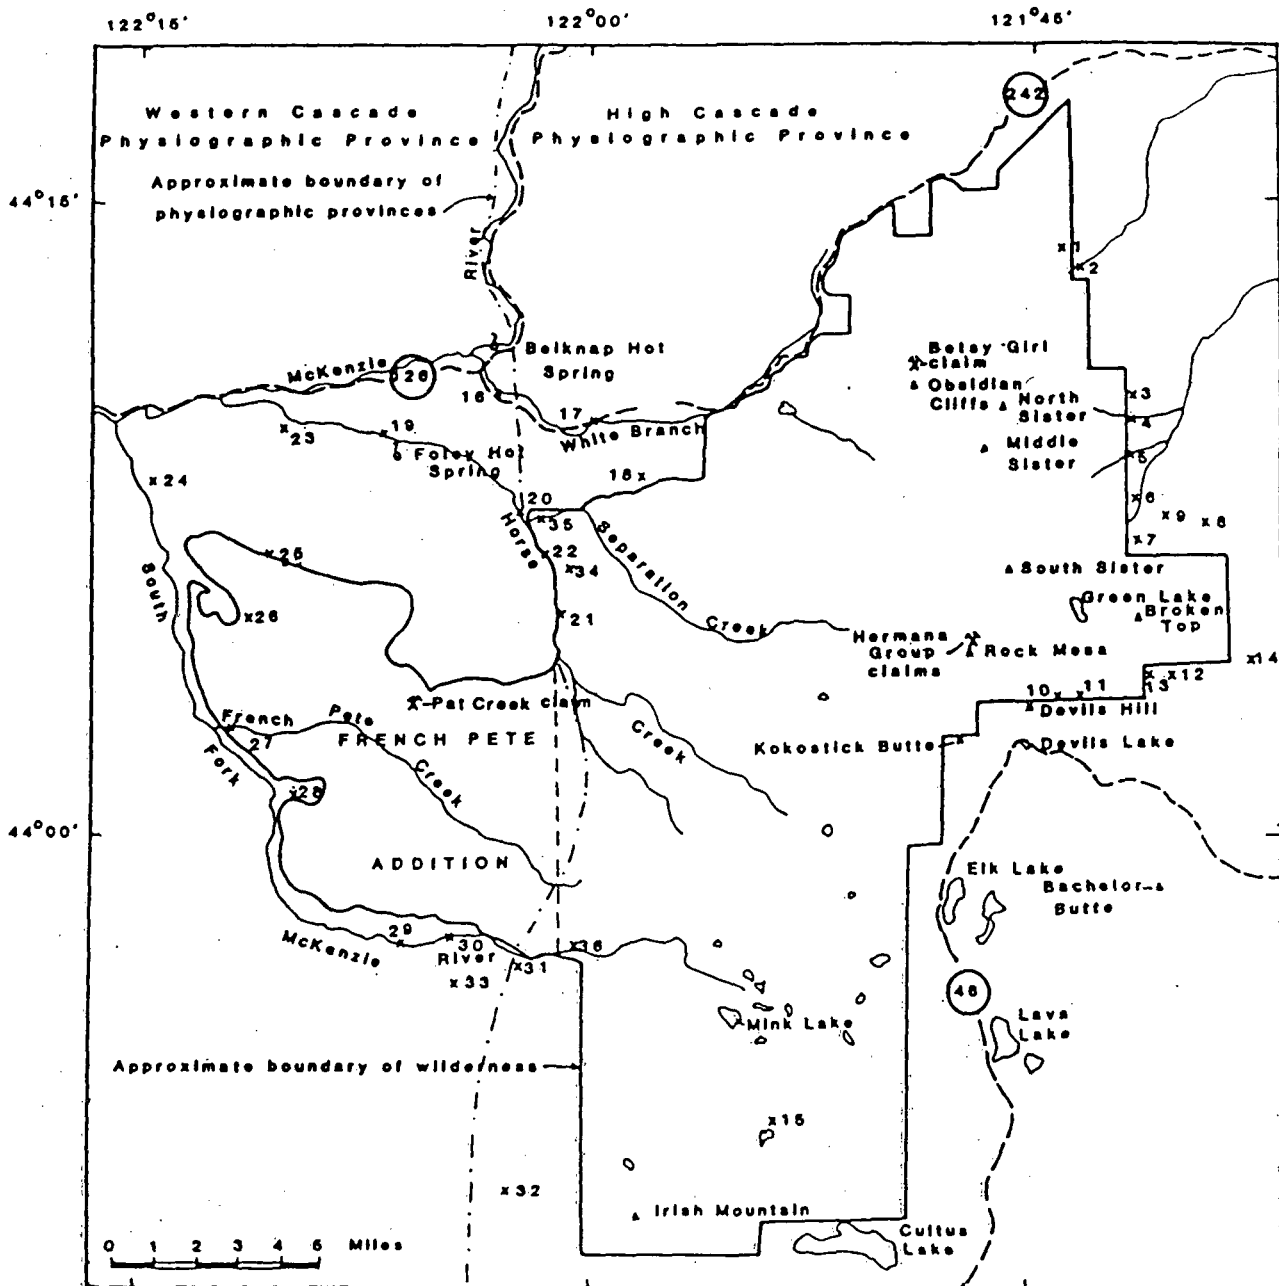 122°15' 122°00' 121°45'
242
Western Cascade
Physiographic Province
High Cascade
Physiographic Province
Approximate boundary of
physiographic provinces
44°15'
River
x1
x2
Belknap Hot
Spring
McKenzie
126
Betsy Girl
claim
Obsidian
Cliffs
North
Sister
x3
x4
Middle
Sister
x5
16
17
White Branch
x23
19
Foley Hot
Spring
18x
x24
20
x35
x6
x9 x8
x7
Horse
x22
x34
Separation Creek
x25
South
South Sister
Green Lake
Broken
Top
x26
x21
Hermana
Group
claims
Rock Mesa
x14
x12
13
10 11
Devils Hill
Pat Creek claim
French Pete Creek
FRENCH PETE
Creek
27
Fork
Kokostick Butte
Devils Lake
x28
44°00'
ADDITION
Elk Lake
Bachelor
Butte
McKenzie
29
30
River
x31
x36
x33
46
Mink Lake
Lava
Lake
Approximate boundary of wilderness
x15
x32
Irish Mountain
Cultus
Lake
0 1 2 3 4 5 Miles